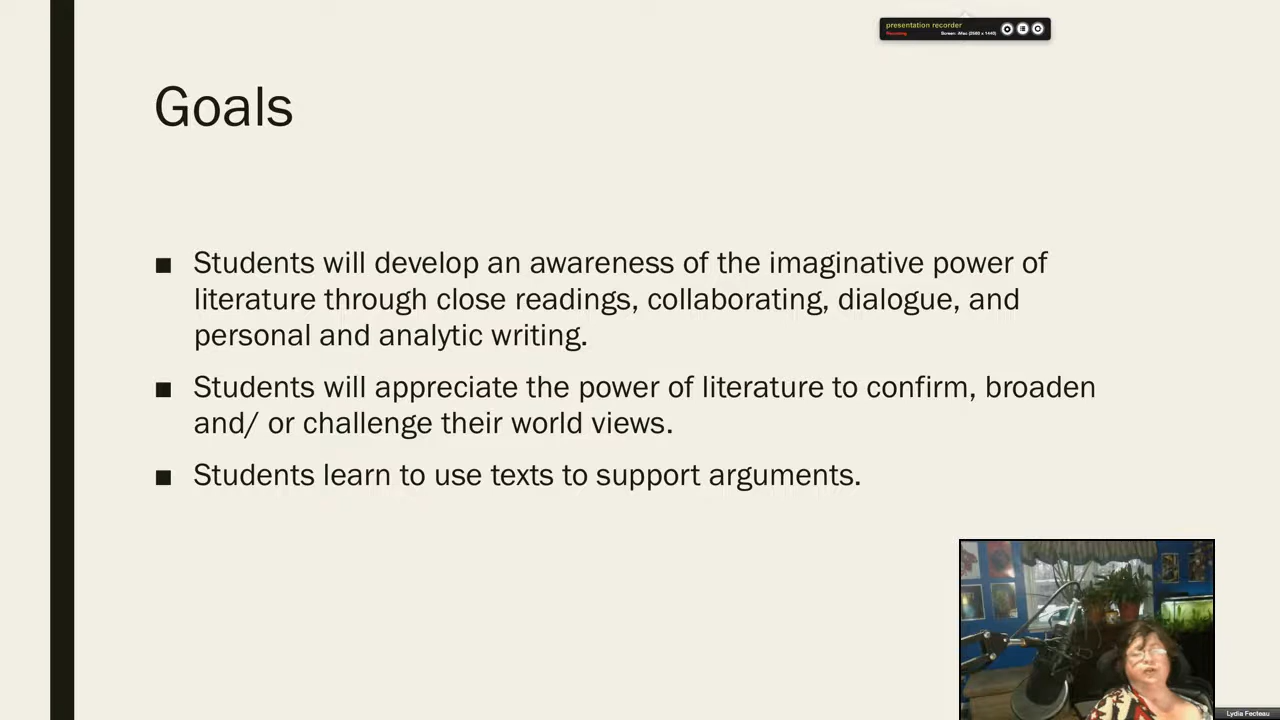 presentation recorder
Remaining Screen: iMac (2560 x 1440)
Goals
■ Students will develop an awareness of the imaginative power of
literature through close readings, collaborating, dialogue, and
personal and analytic writing.
■ Students will appreciate the power of literature to confirm, broaden
and/ or challenge their world views.
■ Students learn to use texts to support arguments.
Lydia Fecteau